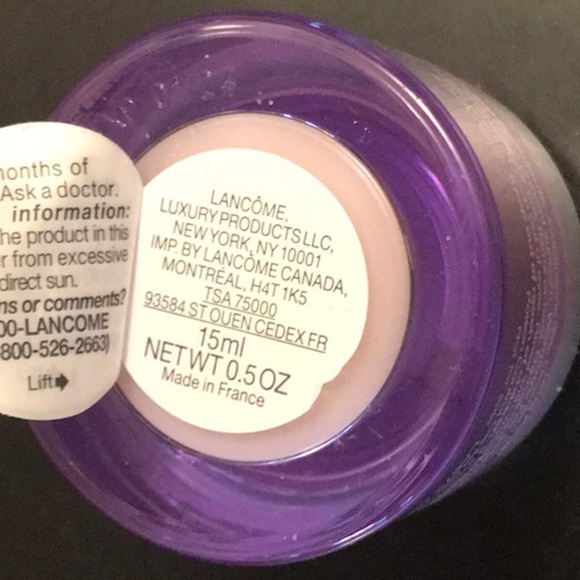 months of
Ask a doctor.
information:
he product in this
r from excessive
direct sun.
ns or comments?
00-LANCOME
800-526-2663)
Lift
LANCÔME,
LUXURY PRODUCTS LLC,
NEW YORK, NY 10001
IMP. BY LANCÔME CANADA,
MONTRÉAL, H4T 1K5
TSA 75000
93584 ST OUEN CEDEX FR
15ml
NET WT 0.5 OZ
Made in France